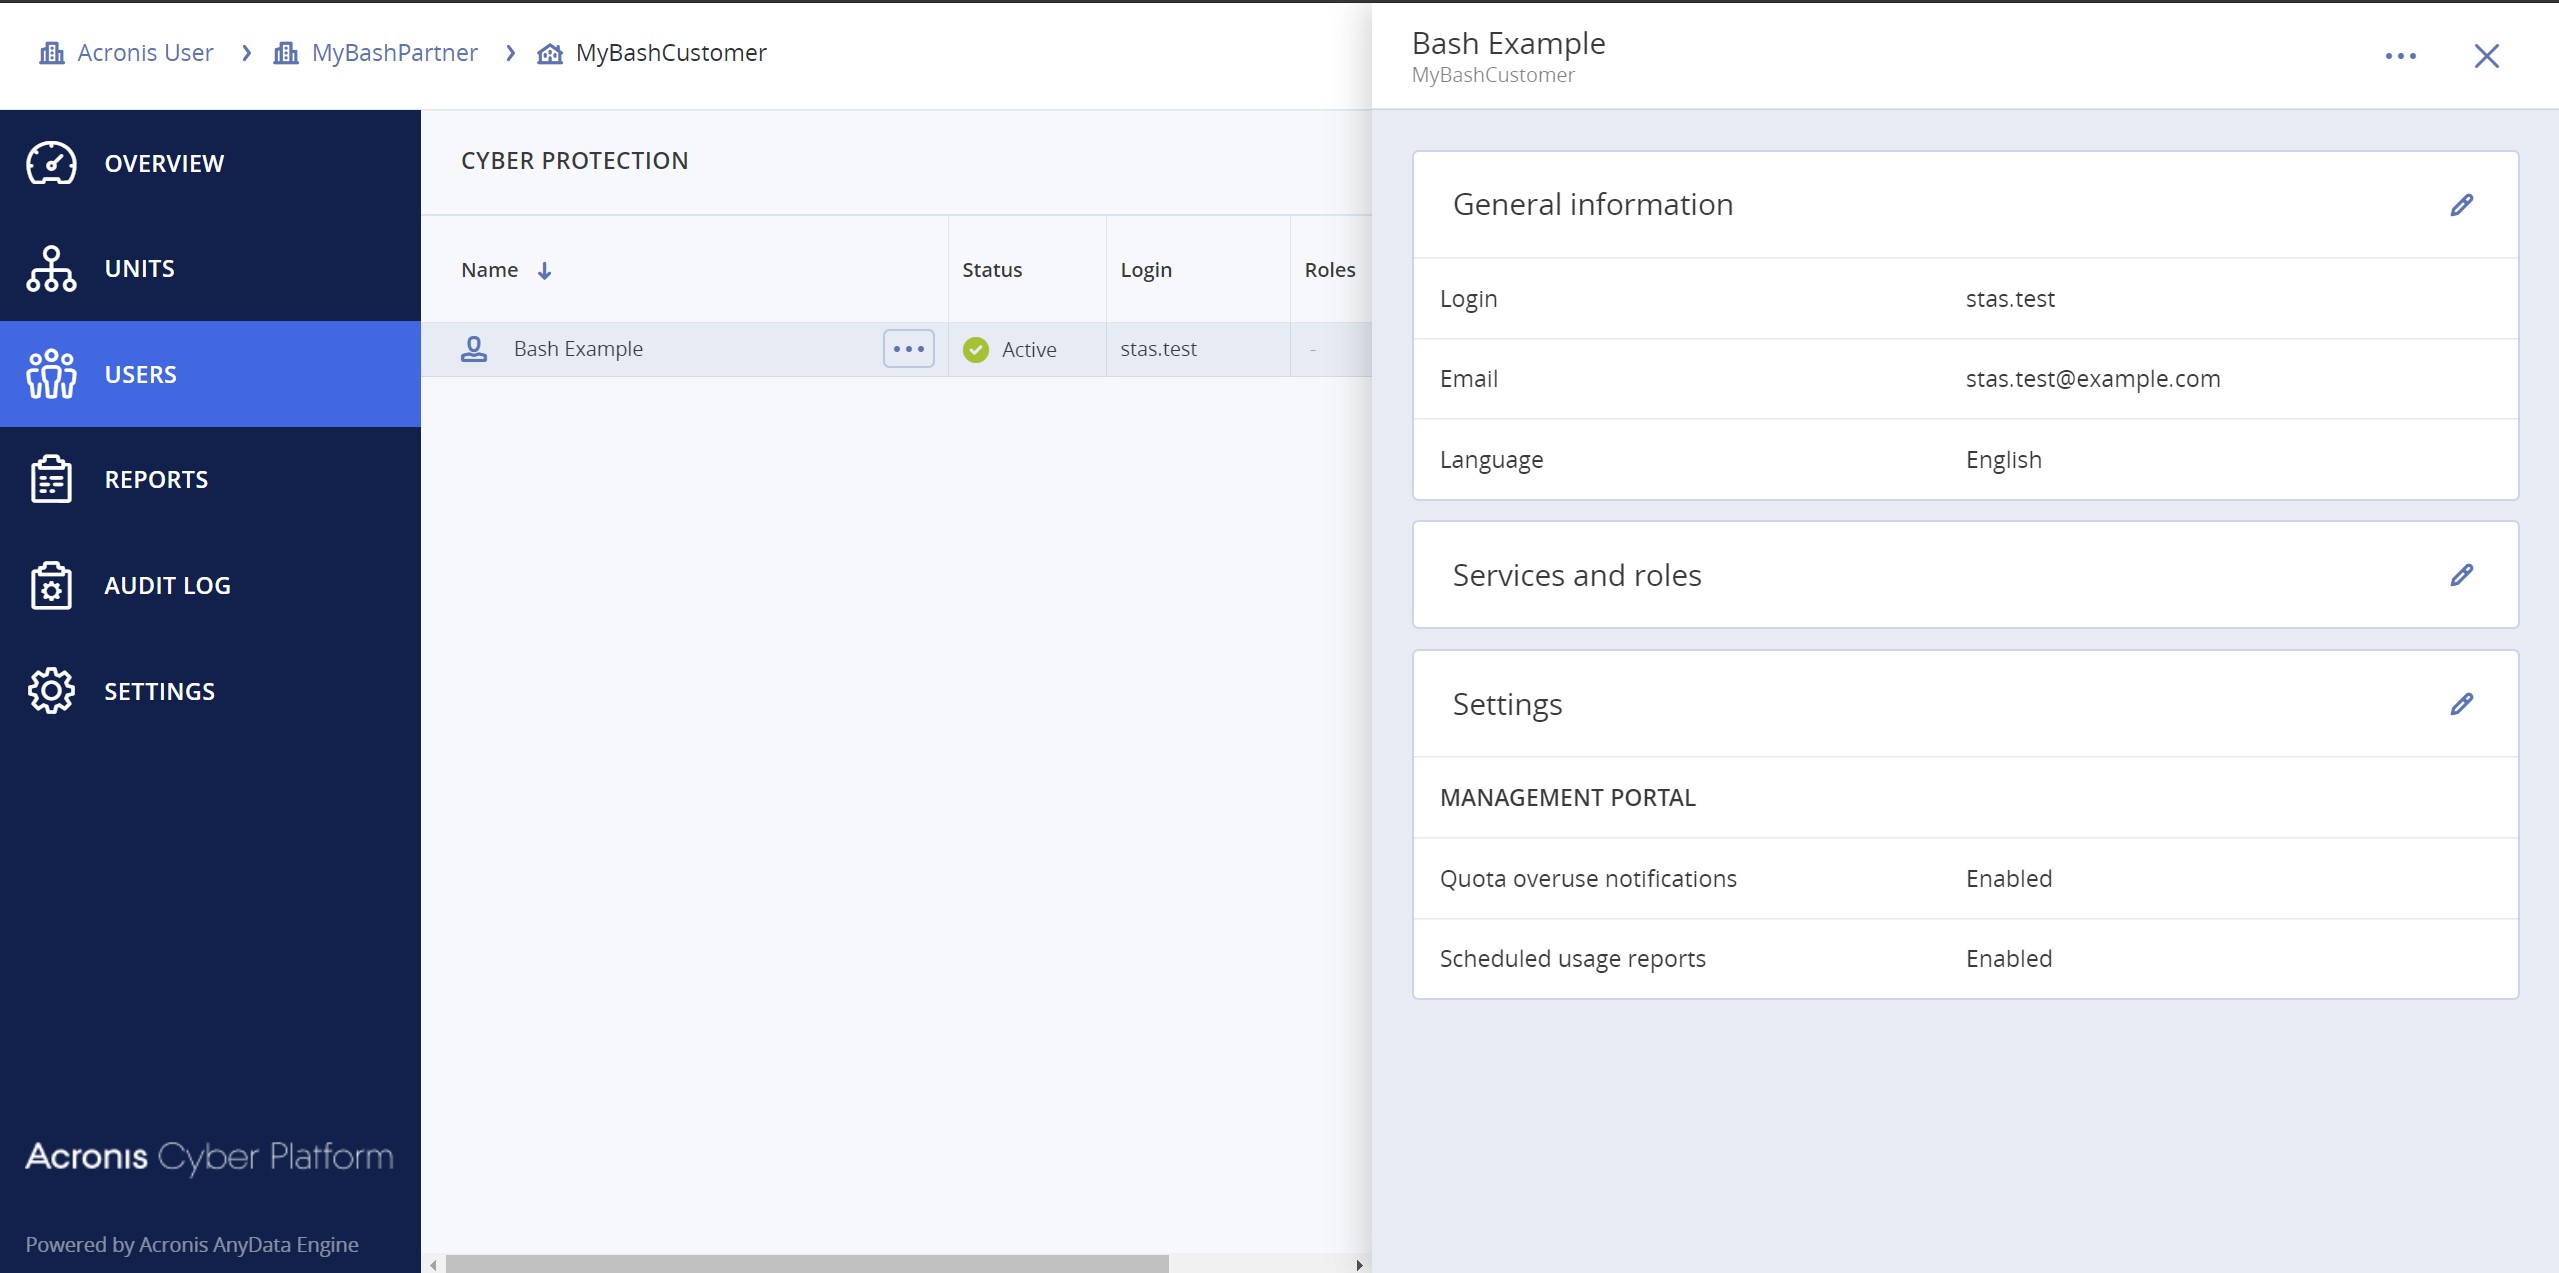 Acronis User MyBashPartner MyBashCustomer
OVERVIEW
UNITS
USERS
REPORTS
AUDIT LOG
SETTINGS
Acronis Cyber Platform
Powered by Acronis AnyData Engine
CYBER PROTECTION
Name Status Login Roles
Bash Example ... Active stas.test -
Bash Example
MyBashCustomer
General information
Login stas.test
Email stas.test@example.com
Language English
Services and roles
Settings
MANAGEMENT PORTAL
Quota overuse notifications Enabled
Scheduled usage reports Enabled